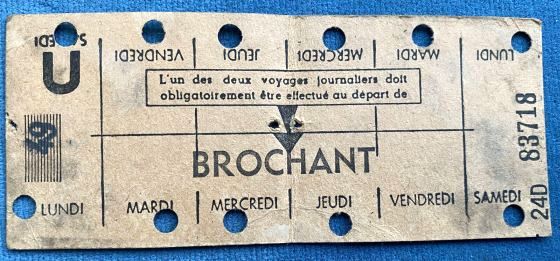 SAMEDI VENDREDI JEUDI MERCREDI MARDI LUNDI
U
L'un des deux voyages journaliers doit
obligatoirement être effectué au départ de
49
BROCHANT
LUNDI MARDI MERCREDI JEUDI VENDREDI SAMEDI
24D 83718